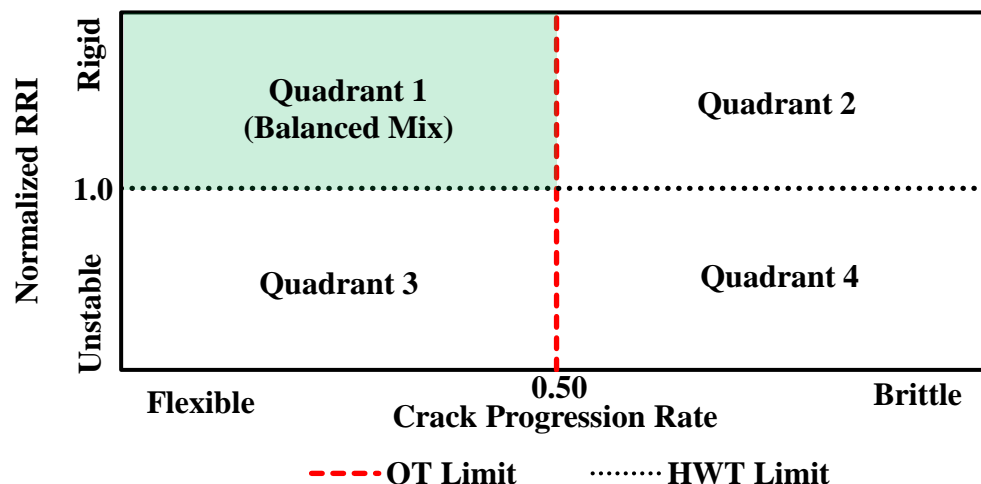 Normalized RRI
Rigid
Unstable
1.0
Quadrant 1
(Balanced Mix)
Quadrant 2
Quadrant 3
Quadrant 4
0.50
Flexible
Brittle
Crack Progression Rate
OT Limit
HWT Limit